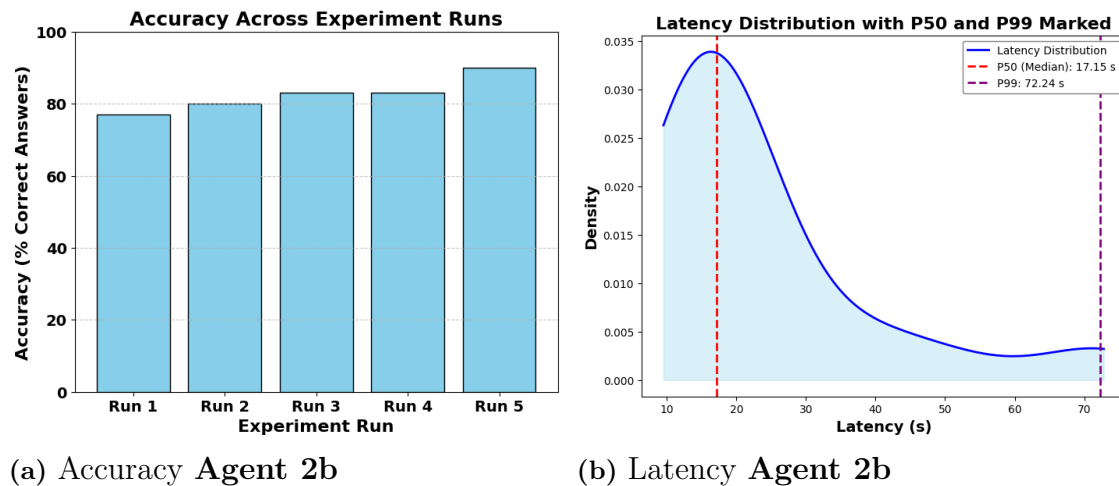 Accuracy Across Experiment Runs
Accuracy (% Correct Answers)
100
80
60
40
20
0
Run 1 Run 2 Run 3 Run 4 Run 5
Experiment Run
(a) Accuracy Agent 2b
Latency Distribution with P50 and P99 Marked
Latency Distribution
P50 (Median): 17.15 s
P99: 72.24 s
Density
0.035
0.030
0.025
0.020
0.015
0.010
0.005
0.000
10 20 30 40 50 60 70
Latency (s)
(b) Latency Agent 2b